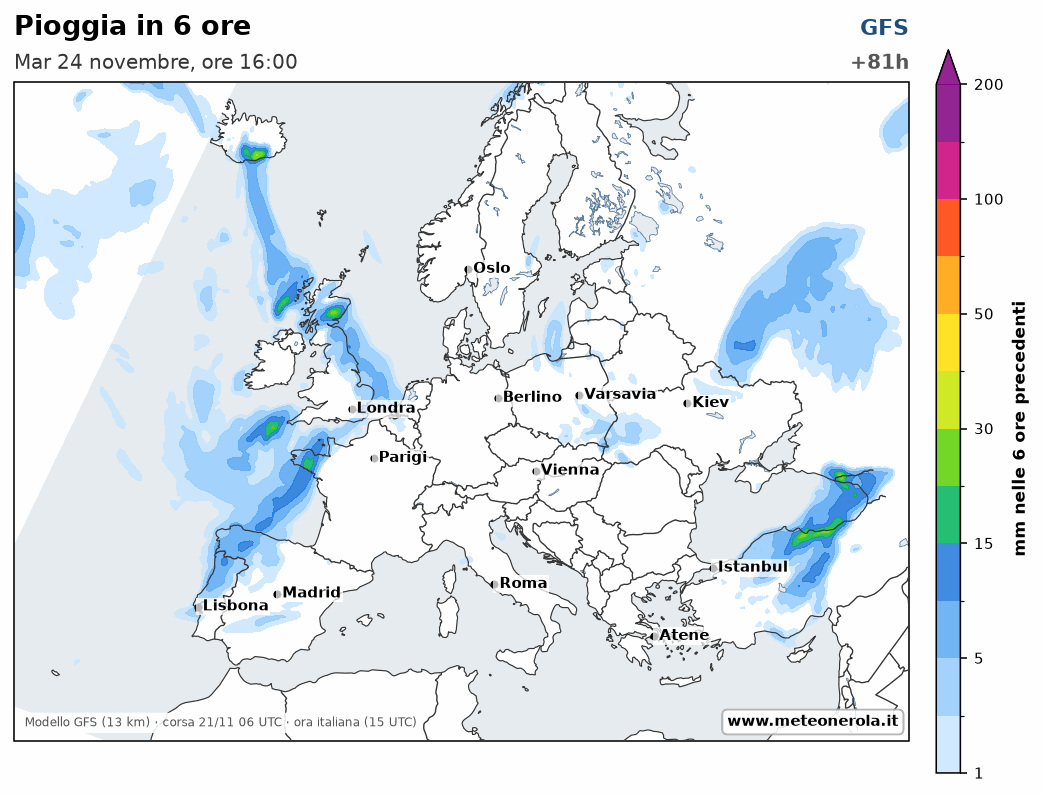 Pioggia in 6 ore
GFS
Mar 24 novembre, ore 16:00
+81h
200
100
50
30
15
5
1
mm nelle 6 ore precedenti
Oslo
Berlino
Varsavia
Kiev
Londra
Parigi
Vienna
Istanbul
Roma
Madrid
Lisbona
Atene
Modello GFS (13 km) · corsa 21/11 06 UTC · ora italiana (15 UTC)
www.meteonerola.it